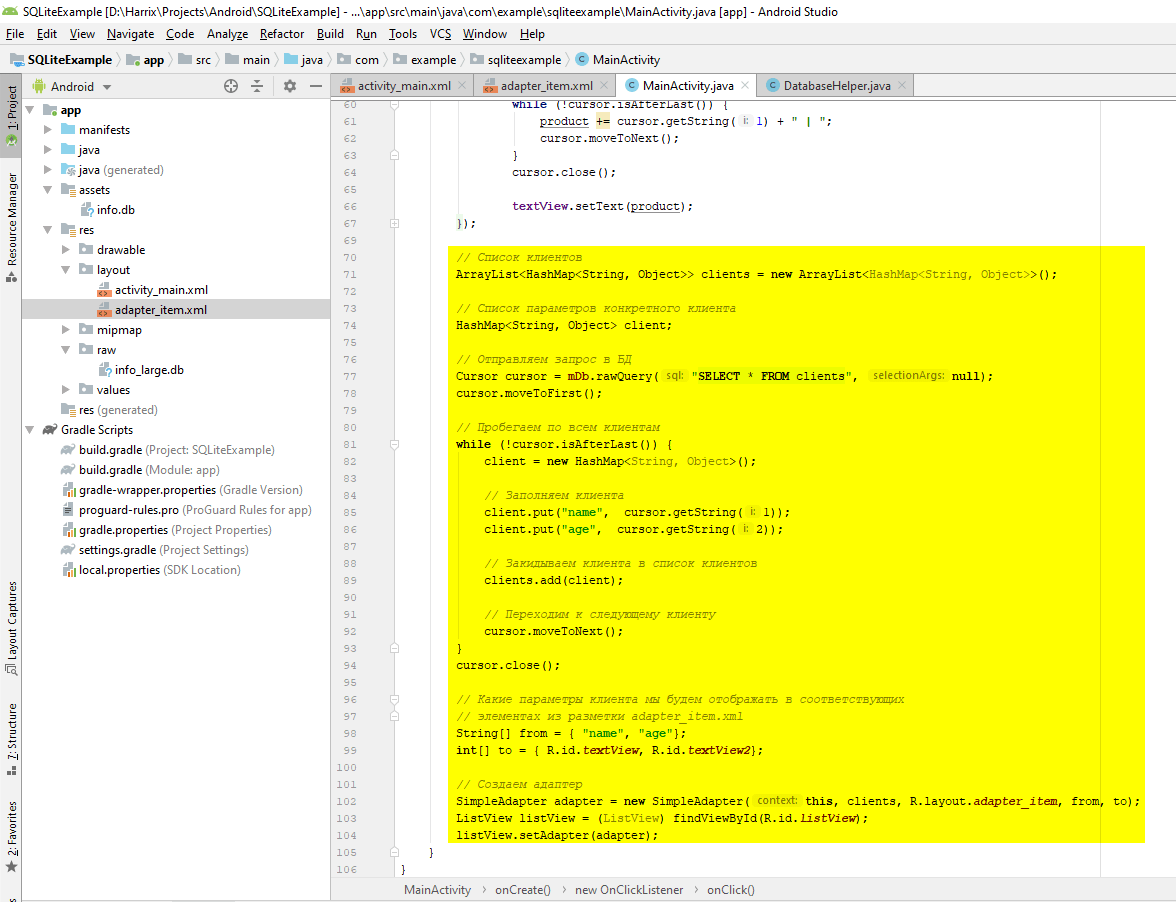 SQLiteExample [D:\Harrix\Projects\Android\SQLiteExample] - ...\app\src\main\java\com\example\sqliteexample\MainActivity.java [app] - Android Studio
File Edit View Navigate Code Analyze Refactor Build Run Tools VCS Window Help
SQLiteExample app src main java com example sqliteexample MainActivity
1: Project
Resource Manager
Layout Captures
7: Structure
2: Favorites
Android
app
manifests
java
java (generated)
assets
info.db
res
drawable
layout
activity_main.xml
adapter_item.xml
mipmap
raw
info_large.db
values
res (generated)
Gradle Scripts
build.gradle (Project: SQLiteExample)
build.gradle (Module: app)
gradle-wrapper.properties (Gradle Version)
proguard-rules.pro (ProGuard Rules for app)
gradle.properties (Project Properties)
settings.gradle (Project Settings)
local.properties (SDK Location)
activity_main.xml adapter_item.xml MainActivity.java DatabaseHelper.java
60 while (!cursor.isAfterLast()) {
61 product += cursor.getString( i: 1) + " | ";
62 cursor.moveToNext();
63 }
64 cursor.close();
65
66 textView.setText(product);
67 });
69
70 // Список клиентов
71 ArrayList<HashMap<String, Object>> clients = new ArrayList<HashMap<String, Object>>();
72
73 // Список параметров конкретного клиента
74 HashMap<String, Object> client;
75
76 // Отправляем запрос в БД
77 Cursor cursor = mDb.rawQuery( sql: "SELECT * FROM clients", selectionArgs: null);
78 cursor.moveToFirst();
79
80 // Пробегаем по всем клиентам
81 while (!cursor.isAfterLast()) {
82 client = new HashMap<String, Object>();
83
84 // Заполняем клиента
85 client.put("name", cursor.getString( i: 1));
86 client.put("age", cursor.getString( i: 2));
87
88 // Закидываем клиента в список клиентов
89 clients.add(client);
90
91 // Переходим к следующему клиенту
92 cursor.moveToNext();
93 }
94 cursor.close();
95
96 // Какие параметры клиента мы будем отображать в соответствующих
97 // элементах из разметки adapter_item.xml
98 String[] from = { "name", "age"};
99 int[] to = { R.id.textView, R.id.textView2};
100
101 // Создаем адаптер
102 SimpleAdapter adapter = new SimpleAdapter( context: this, clients, R.layout.adapter_item, from, to);
103 ListView listView = (ListView) findViewById(R.id.listView);
104 listView.setAdapter(adapter);
105 }
106 }
MainActivity onCreate() new OnClickListener onClick()